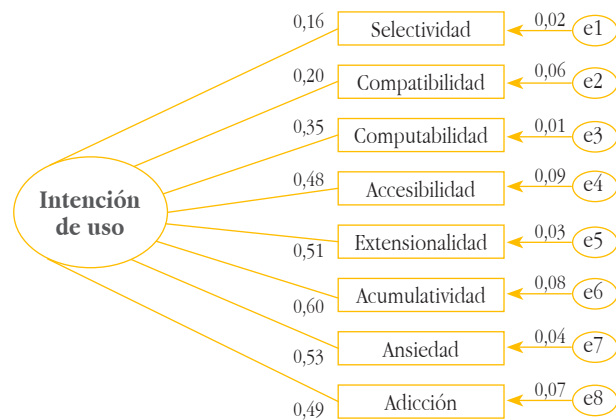 0,16 Selectividad 0,02 e1
0,20 Compatibilidad 0,06 e2
0,35 Computabilidad 0,01 e3
0,48 Accesibilidad 0,09 e4
Intención
de uso
0,51 Extensionalidad 0,03 e5
0,60 Acumulatividad 0,08 e6
0,53 Ansiedad 0,04 e7
0,49 Adicción 0,07 e8